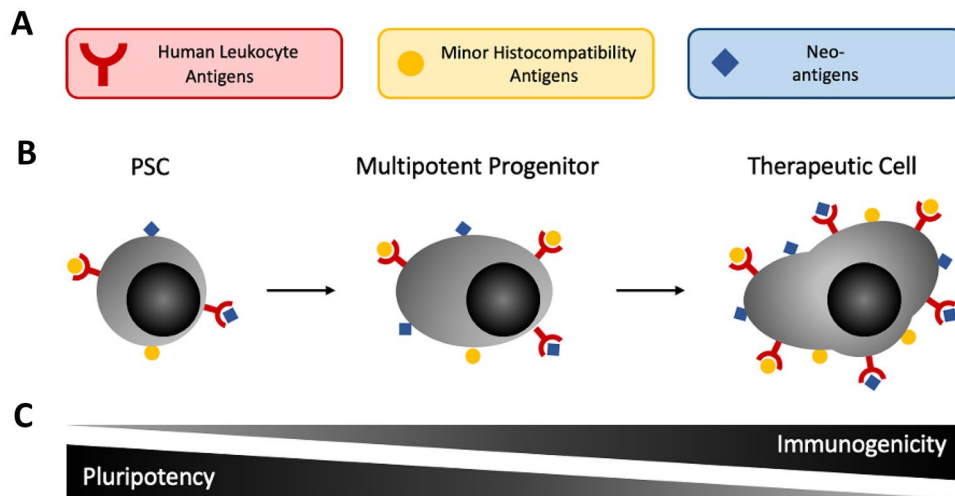 A
Human Leukocyte
Antigens
Minor Histocompatibility
Antigens
Neo-
antigens
B
PSC
Multipotent Progenitor
Therapeutic Cell
C
Immunogenicity
Pluripotency